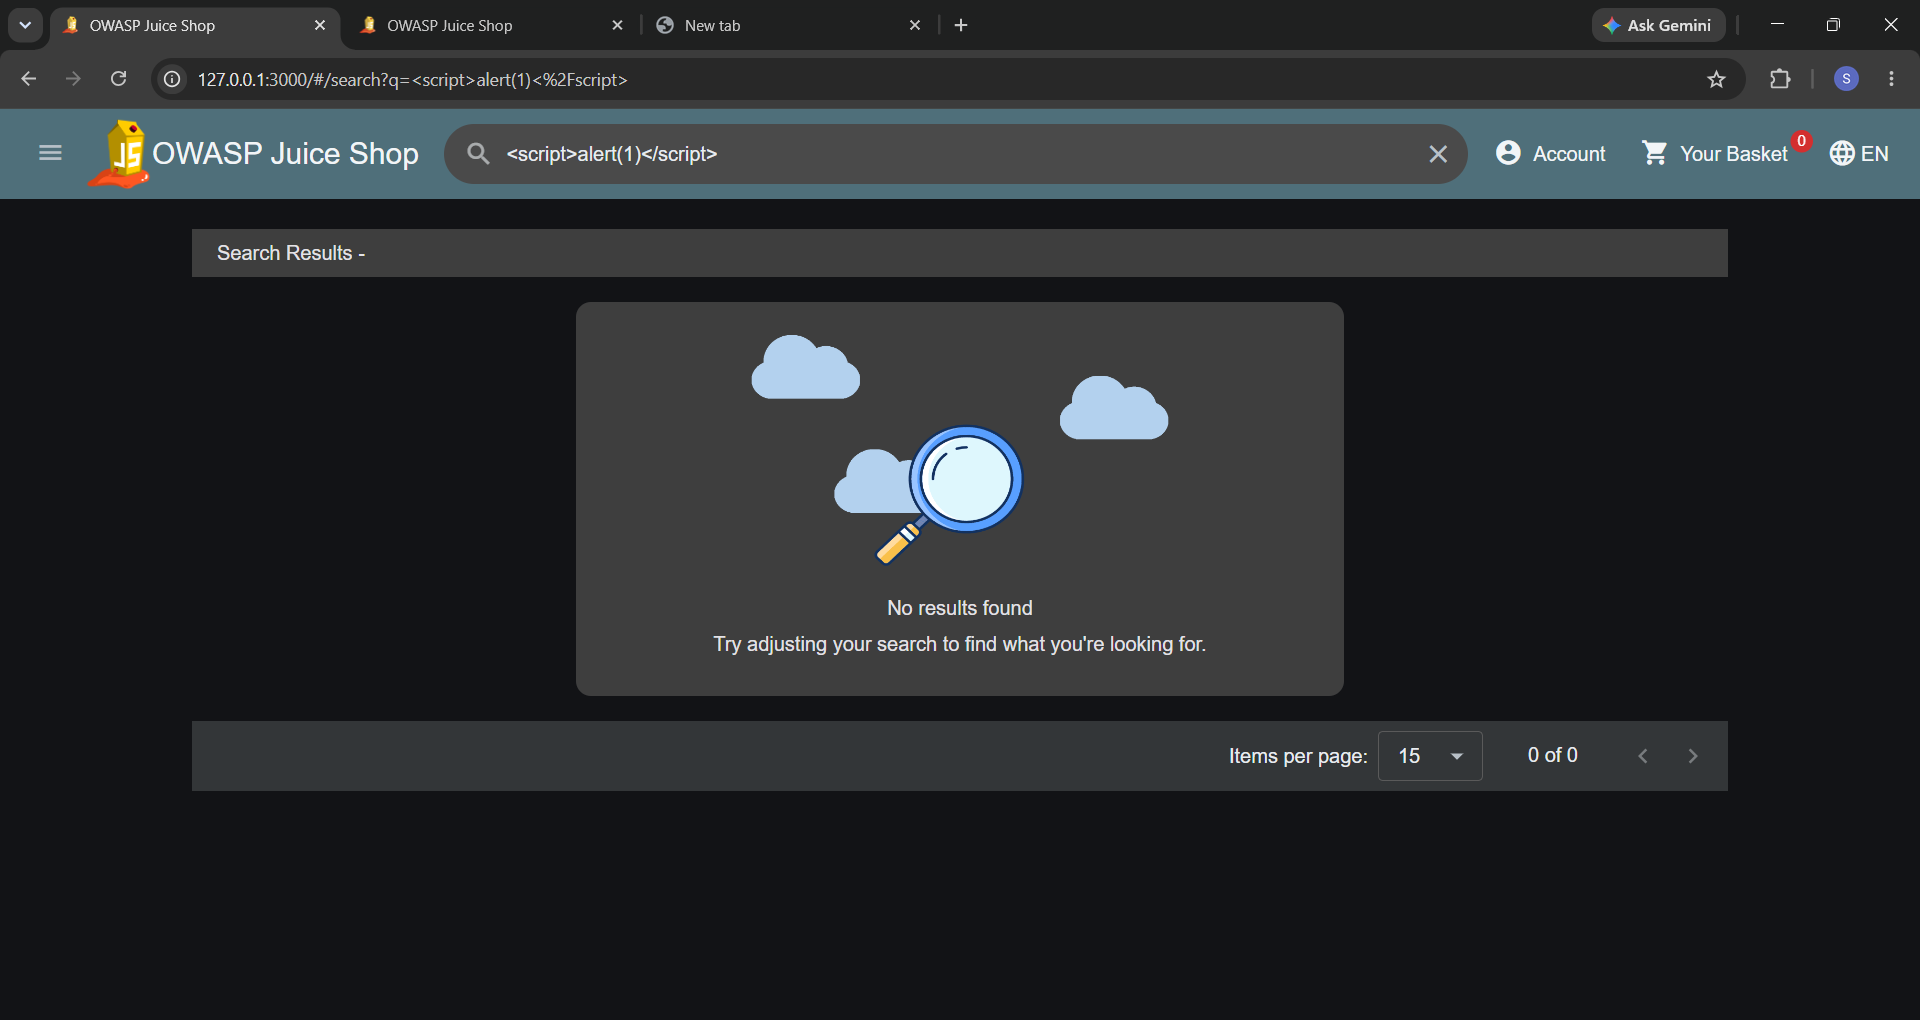 OWASP Juice Shop
OWASP Juice Shop
New tab
Ask Gemini
127.0.0.1:3000/#/search?q=<script>alert(1)<%2Fscript>
S
JS
OWASP Juice Shop
<script>alert(1)</script>
Account
Your Basket
0
EN
Search Results -
No results found
Try adjusting your search to find what you're looking for.
Items per page:
15
0 of 0